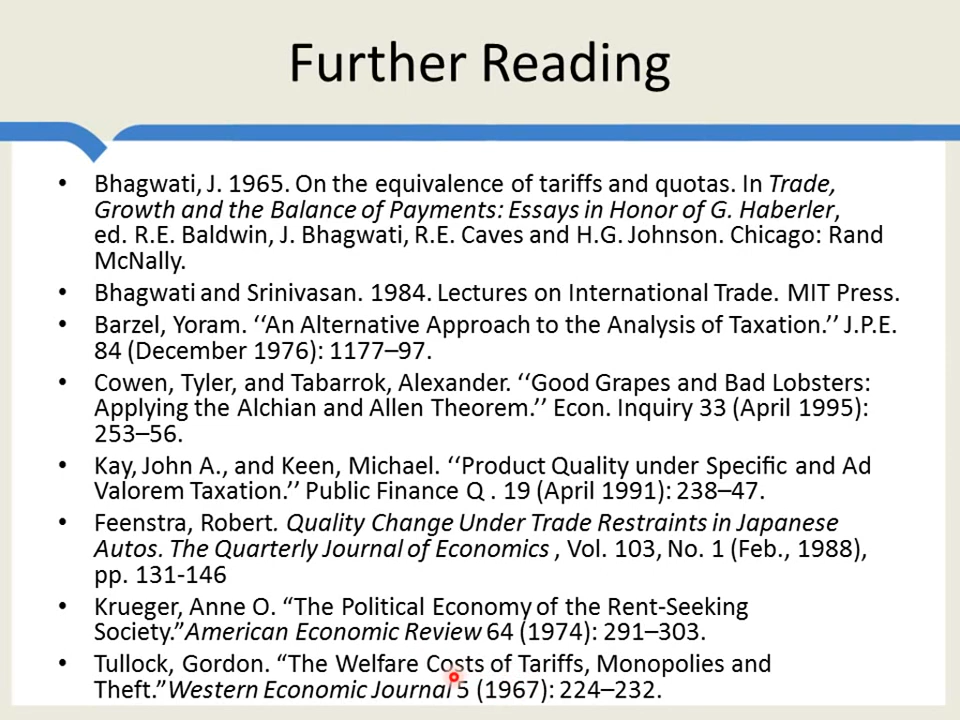 Further Reading
• Bhagwati, J. 1965. On the equivalence of tariffs and quotas. In Trade,
Growth and the Balance of Payments: Essays in Honor of G. Haberler,
ed. R.E. Baldwin, J. Bhagwati, R.E. Caves and H.G. Johnson. Chicago: Rand
McNally.
• Bhagwati and Srinivasan. 1984. Lectures on International Trade. MIT Press.
• Barzel, Yoram. ‘‘An Alternative Approach to the Analysis of Taxation.’’ J.P.E.
84 (December 1976): 1177–97.
• Cowen, Tyler, and Tabarrok, Alexander. ‘‘Good Grapes and Bad Lobsters:
Applying the Alchian and Allen Theorem.’’ Econ. Inquiry 33 (April 1995):
253–56.
• Kay, John A., and Keen, Michael. ‘‘Product Quality under Specific and Ad
Valorem Taxation.’’ Public Finance Q . 19 (April 1991): 238–47.
• Feenstra, Robert. Quality Change Under Trade Restraints in Japanese
Autos. The Quarterly Journal of Economics , Vol. 103, No. 1 (Feb., 1988),
pp. 131-146
• Krueger, Anne O. “The Political Economy of the Rent-Seeking
Society.”American Economic Review 64 (1974): 291–303.
• Tullock, Gordon. “The Welfare Costs of Tariffs, Monopolies and
Theft.”Western Economic Journal 5 (1967): 224–232.